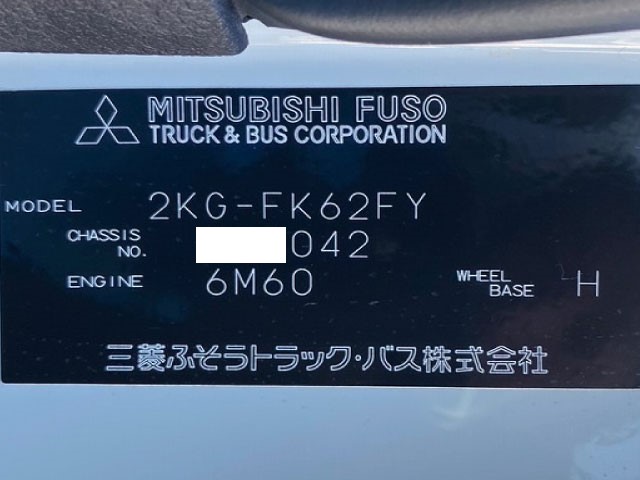 MITSUBISHI FUSO
TRUCK & BUS CORPORATION
MODEL 2KG-FK62FY
CHASSIS NO. 042
ENGINE 6M60 WHEEL BASE H
三菱ふそうトラック・バス株式会社